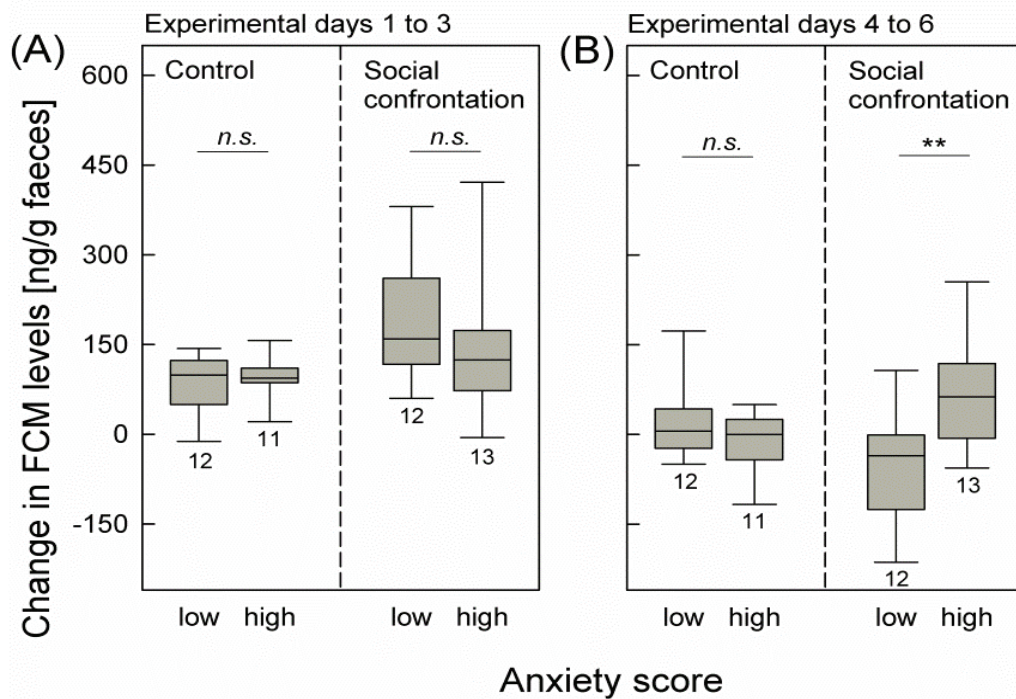 Experimental days 1 to 3
Experimental days 4 to 6
(A)
(B)
Control
Social
confrontation
Control
Social
confrontation
Change in FCM levels [ng/g faeces]
600
450
300
150
0
-150
n.s.
n.s.
n.s.
**
12
11
12
13
12
11
12
13
low high
low high
low high
low high
Anxiety score